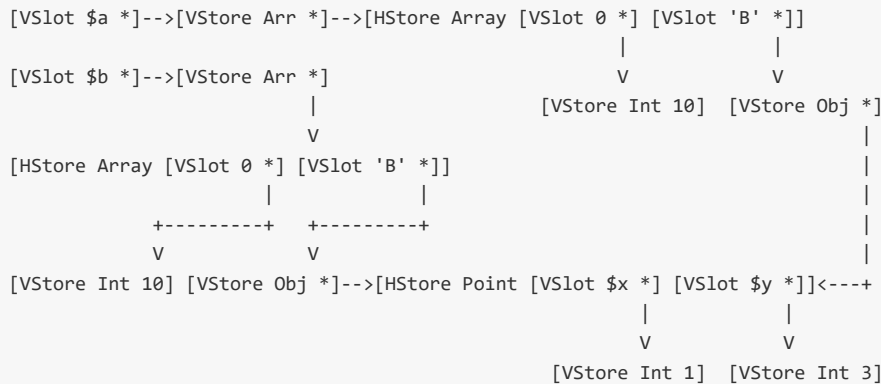 [VSlot $a *]-->[VStore Arr *]-->[HStore Array [VSlot 0 *] [VSlot 'B' *]]
                                                   |             |
[VSlot $b *]-->[VStore Arr *]                      V             V
                         |                  [VStore Int 10]  [VStore Obj *]
                         V                                             |
[HStore Array [VSlot 0 *] [VSlot 'B' *]]                               |
                     |            |                                    |
            +---------+   +---------+                                  |
            V             V                                            |
[VStore Int 10] [VStore Obj *]-->[HStore Point [VSlot $x *] [VSlot $y *]]<---+
                                                     |           |
                                                     V           V
                                             [VStore Int 1]  [VStore Int 3]